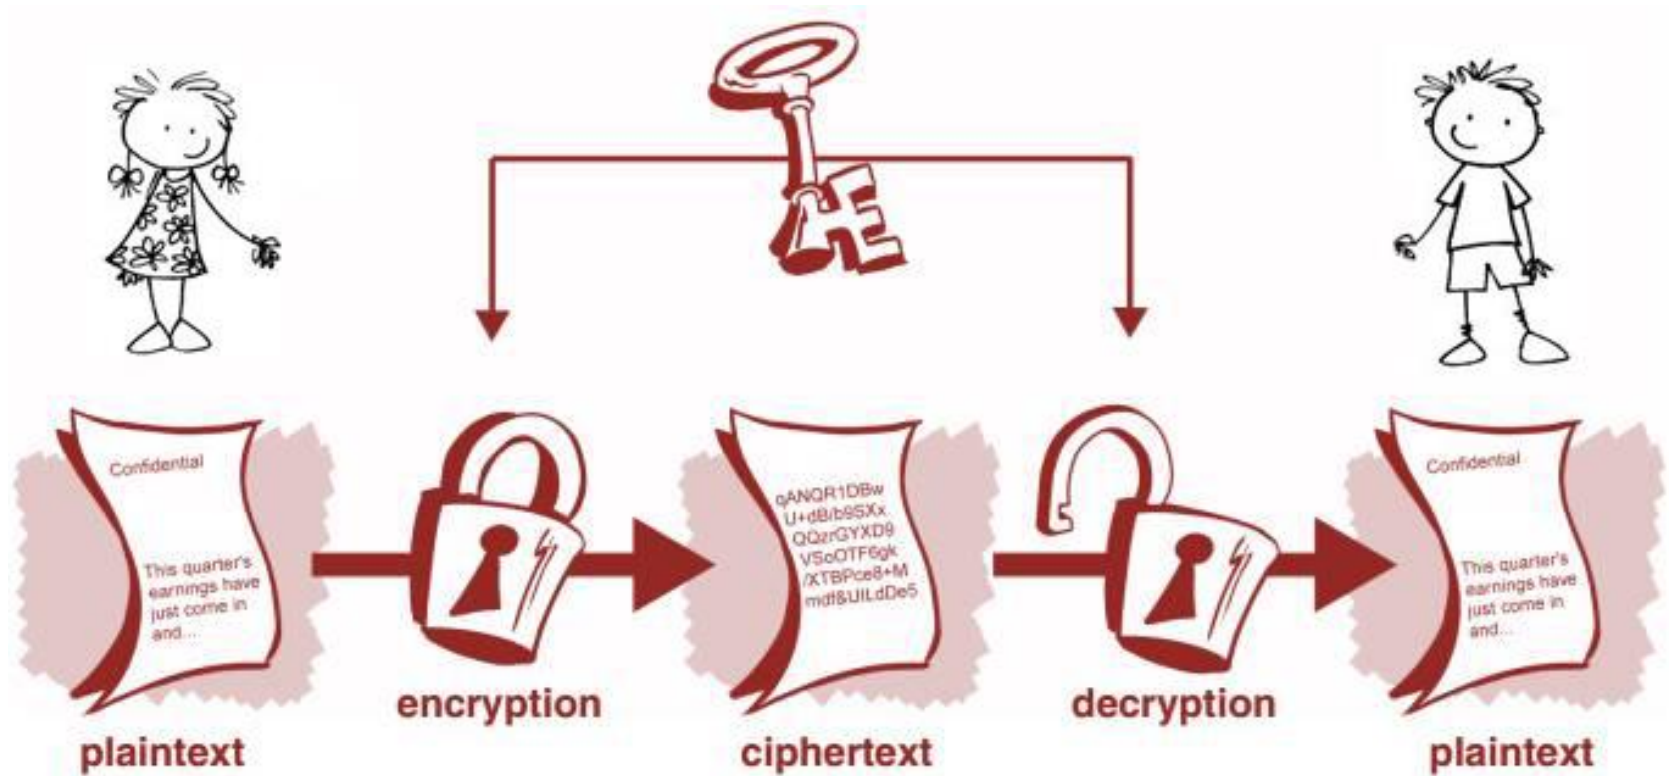 Confidential
This quarter's
earnings have
just come in
and...
plaintext
encryption
qANQR1DBw
U+dB/b9SXx
QQzrGYXD9
VSoOTF6gk
/XTBPce8+M
mdf&UILdDe5
ciphertext
decryption
Confidential
This quarter's
earnings have
just come in
and...
plaintext